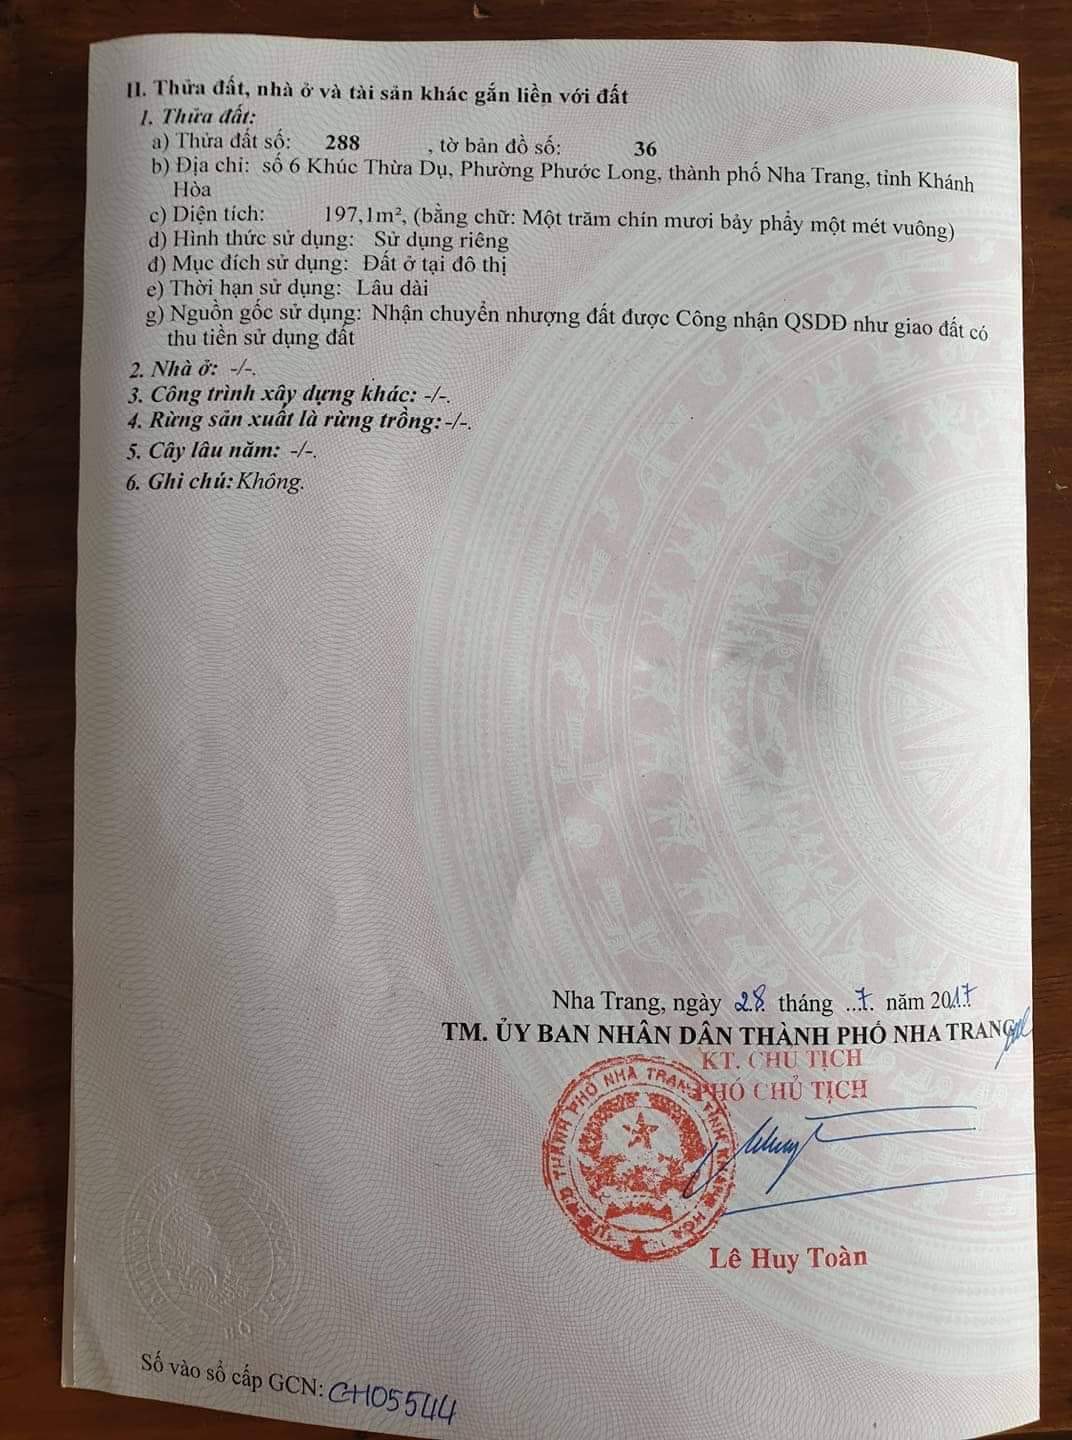 II. Thửa đất, nhà ở và tài sản khác gắn liền với đất
1. Thửa đất:
a) Thửa đất số: 288 , tờ bản đồ số: 36
b) Địa chỉ: số 6 Khúc Thừa Dụ, Phường Phước Long, thành phố Nha Trang, tỉnh Khánh
Hòa
c) Diện tích: 197,1m², (bằng chữ: Một trăm chín mươi bảy phẩy một mét vuông)
d) Hình thức sử dụng: Sử dụng riêng
đ) Mục đích sử dụng: Đất ở tại đô thị
e) Thời hạn sử dụng: Lâu dài
g) Nguồn gốc sử dụng: Nhận chuyển nhượng đất được Công nhận QSDĐ như giao đất có
thu tiền sử dụng đất
2. Nhà ở: -/-.
3. Công trình xây dựng khác: -/-.
4. Rừng sản xuất là rừng trồng: -/-.
5. Cây lâu năm: -/-.
6. Ghi chú: Không.
Nha Trang, ngày 28 tháng 7 năm 2017
TM. ỦY BAN NHÂN DÂN THÀNH PHỐ NHA TRANG
KT. CHỦ TỊCH
PHÓ CHỦ TỊCH
THÀNH PHỐ NHA TRANG TỈNH KHÁNH HÒA
Lê Huy Toàn
Số vào sổ cấp GCN: CH05544